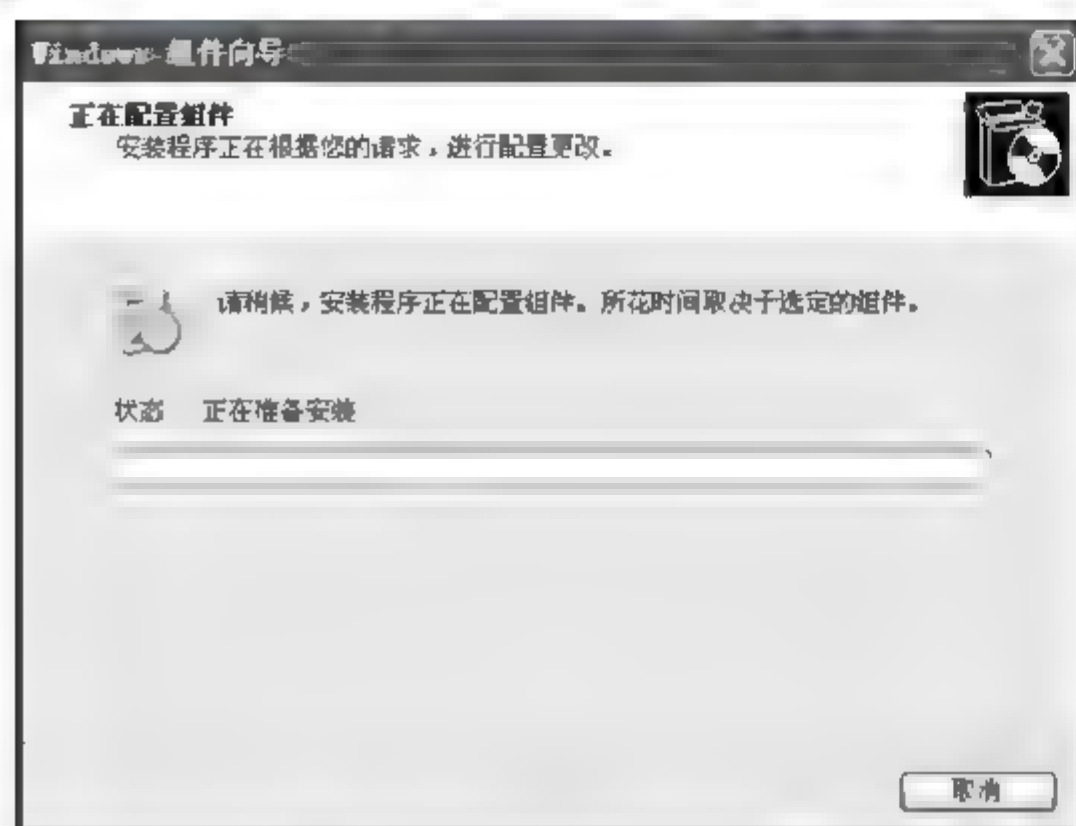 Windows 组件向导
正在配置组件
安装程序正在根据您的请求，进行配置更改。
请稍候，安装程序正在配置组件。所花时间取决于选定的组件。
状态 正在准备安装
取消